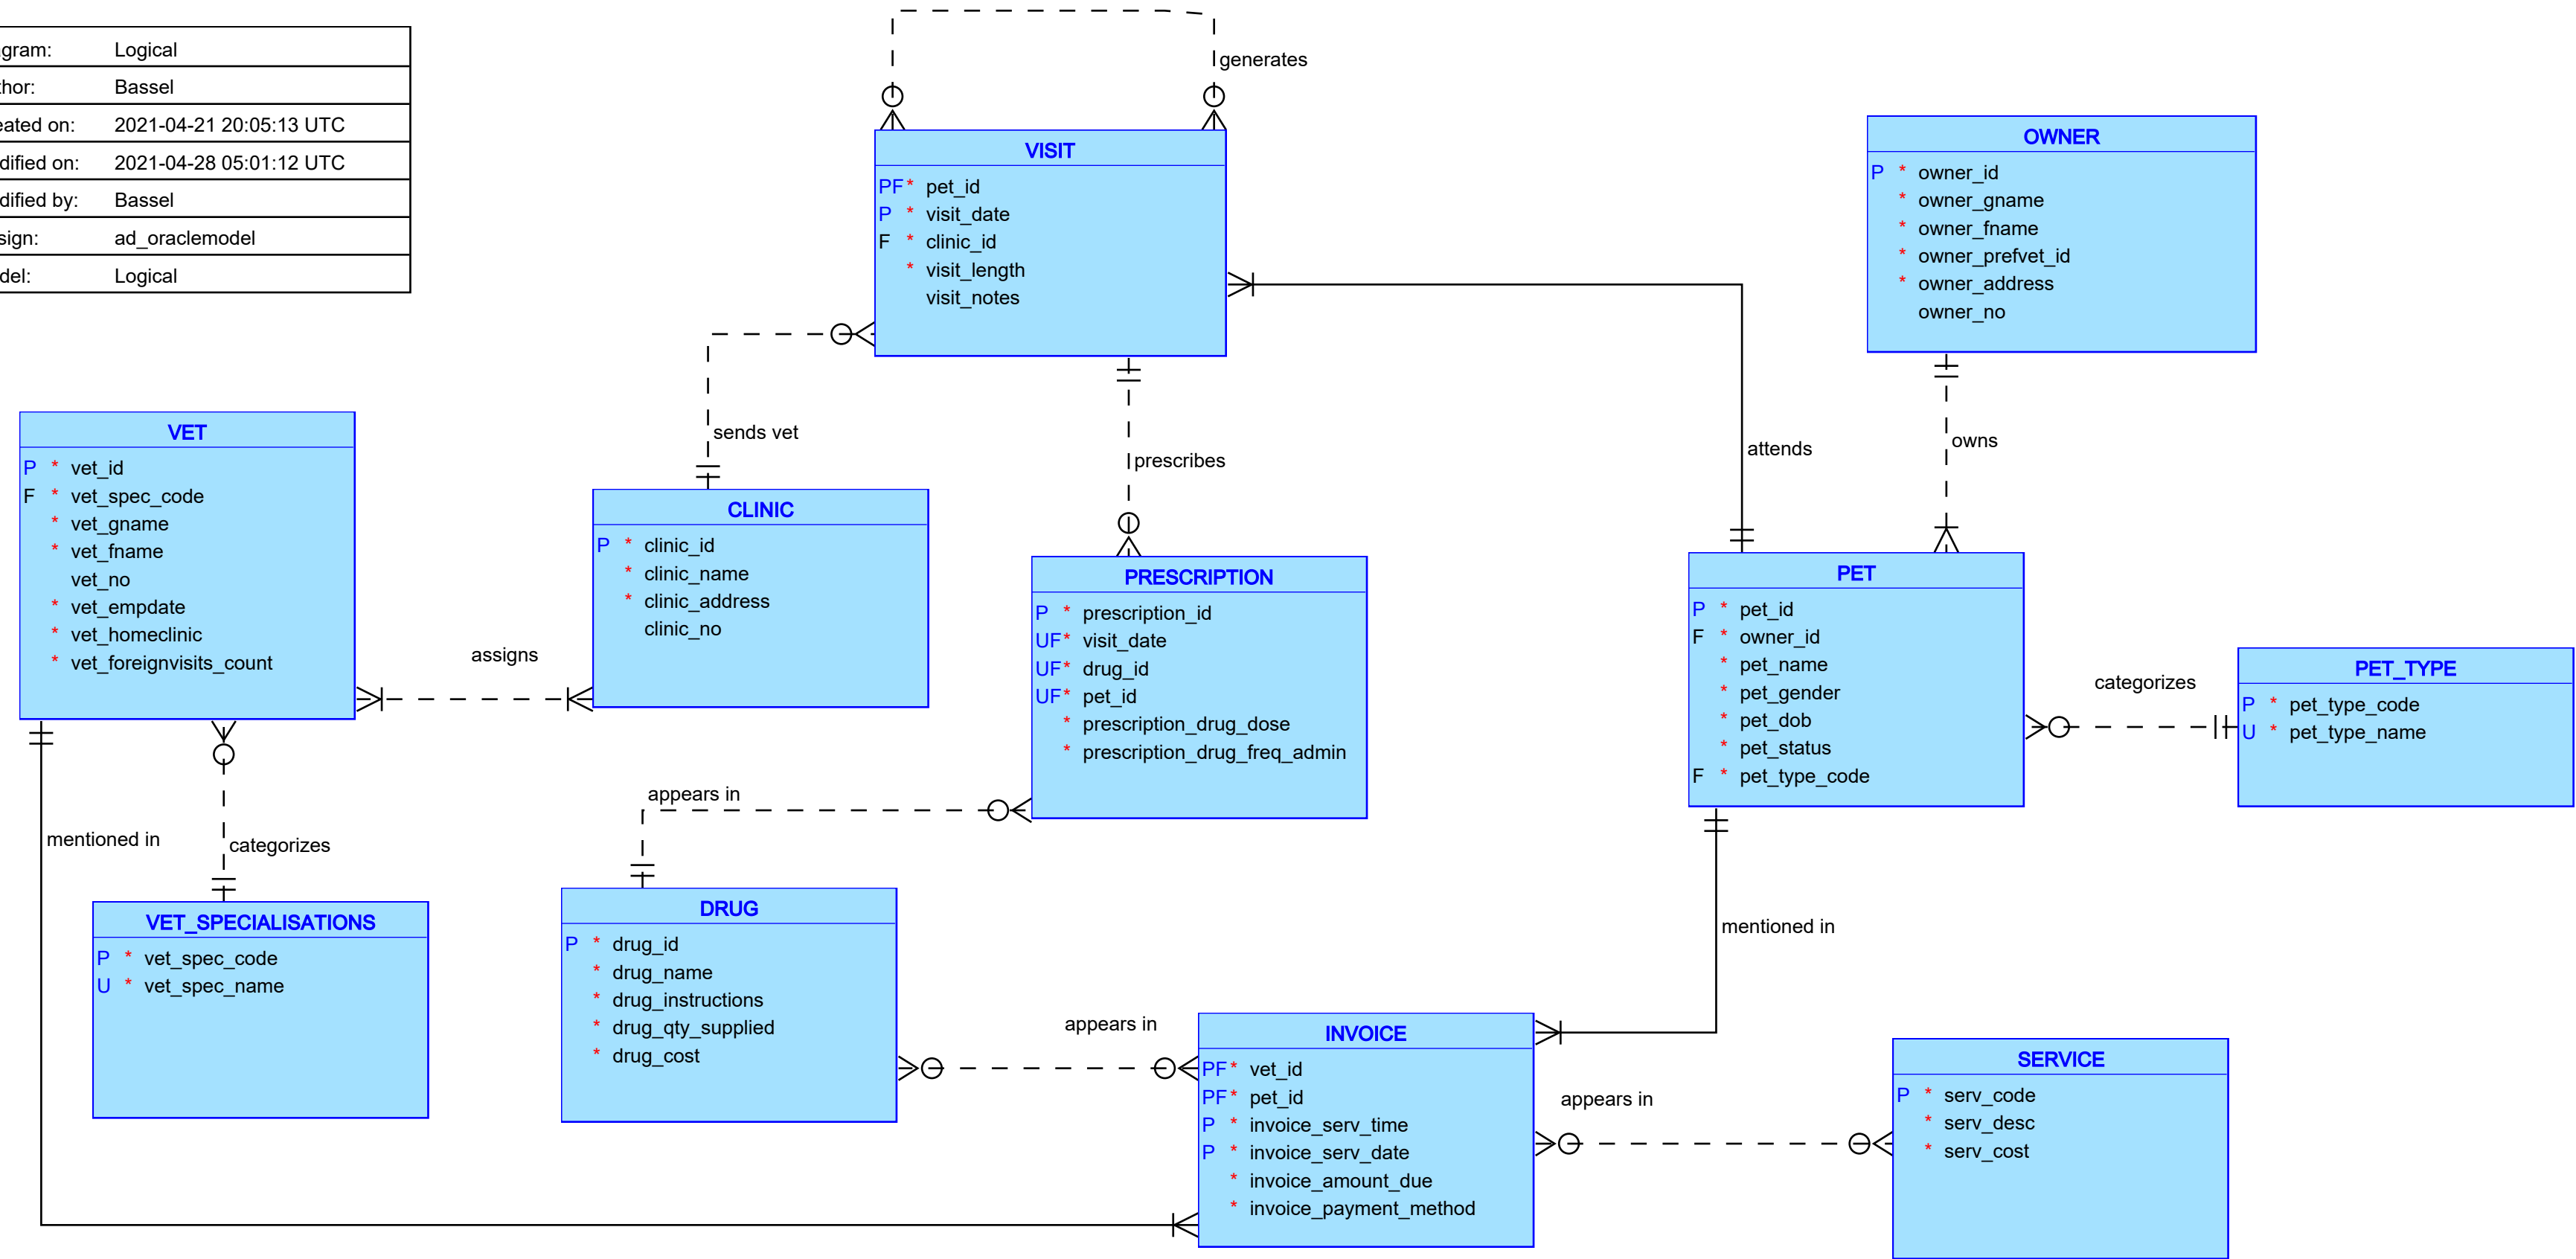 gram: Logical
hor: Bassel
eated on: 2021-04-21 20:05:13 UTC
dified on: 2021-04-28 05:01:12 UTC
dified by: Bassel
sign: ad_oraclemodel
del: Logical
generates
VISIT
PF* pet_id
P * visit_date
F * clinic_id
* visit_length
visit_notes
OWNER
P * owner_id
* owner_gname
* owner_fname
* owner_prefvet_id
* owner_address
owner_no
sends vet
prescribes
attends
owns
VET
P * vet_id
F * vet_spec_code
* vet_gname
* vet_fname
vet_no
* vet_empdate
* vet_homeclinic
* vet_foreignvisits_count
CLINIC
P * clinic_id
* clinic_name
* clinic_address
clinic_no
assigns
PRESCRIPTION
P * prescription_id
UF* visit_date
UF* drug_id
UF* pet_id
* prescription_drug_dose
* prescription_drug_freq_admin
PET
P * pet_id
F * owner_id
* pet_name
* pet_gender
* pet_dob
* pet_status
F * pet_type_code
categorizes
PET_TYPE
P * pet_type_code
U * pet_type_name
appears in
mentioned in
categorizes
mentioned in
VET_SPECIALISATIONS
P * vet_spec_code
U * vet_spec_name
DRUG
P * drug_id
* drug_name
* drug_instructions
* drug_qty_supplied
* drug_cost
appears in
INVOICE
PF* vet_id
PF* pet_id
P * invoice_serv_time
P * invoice_serv_date
* invoice_amount_due
* invoice_payment_method
appears in
SERVICE
P * serv_code
* serv_desc
* serv_cost